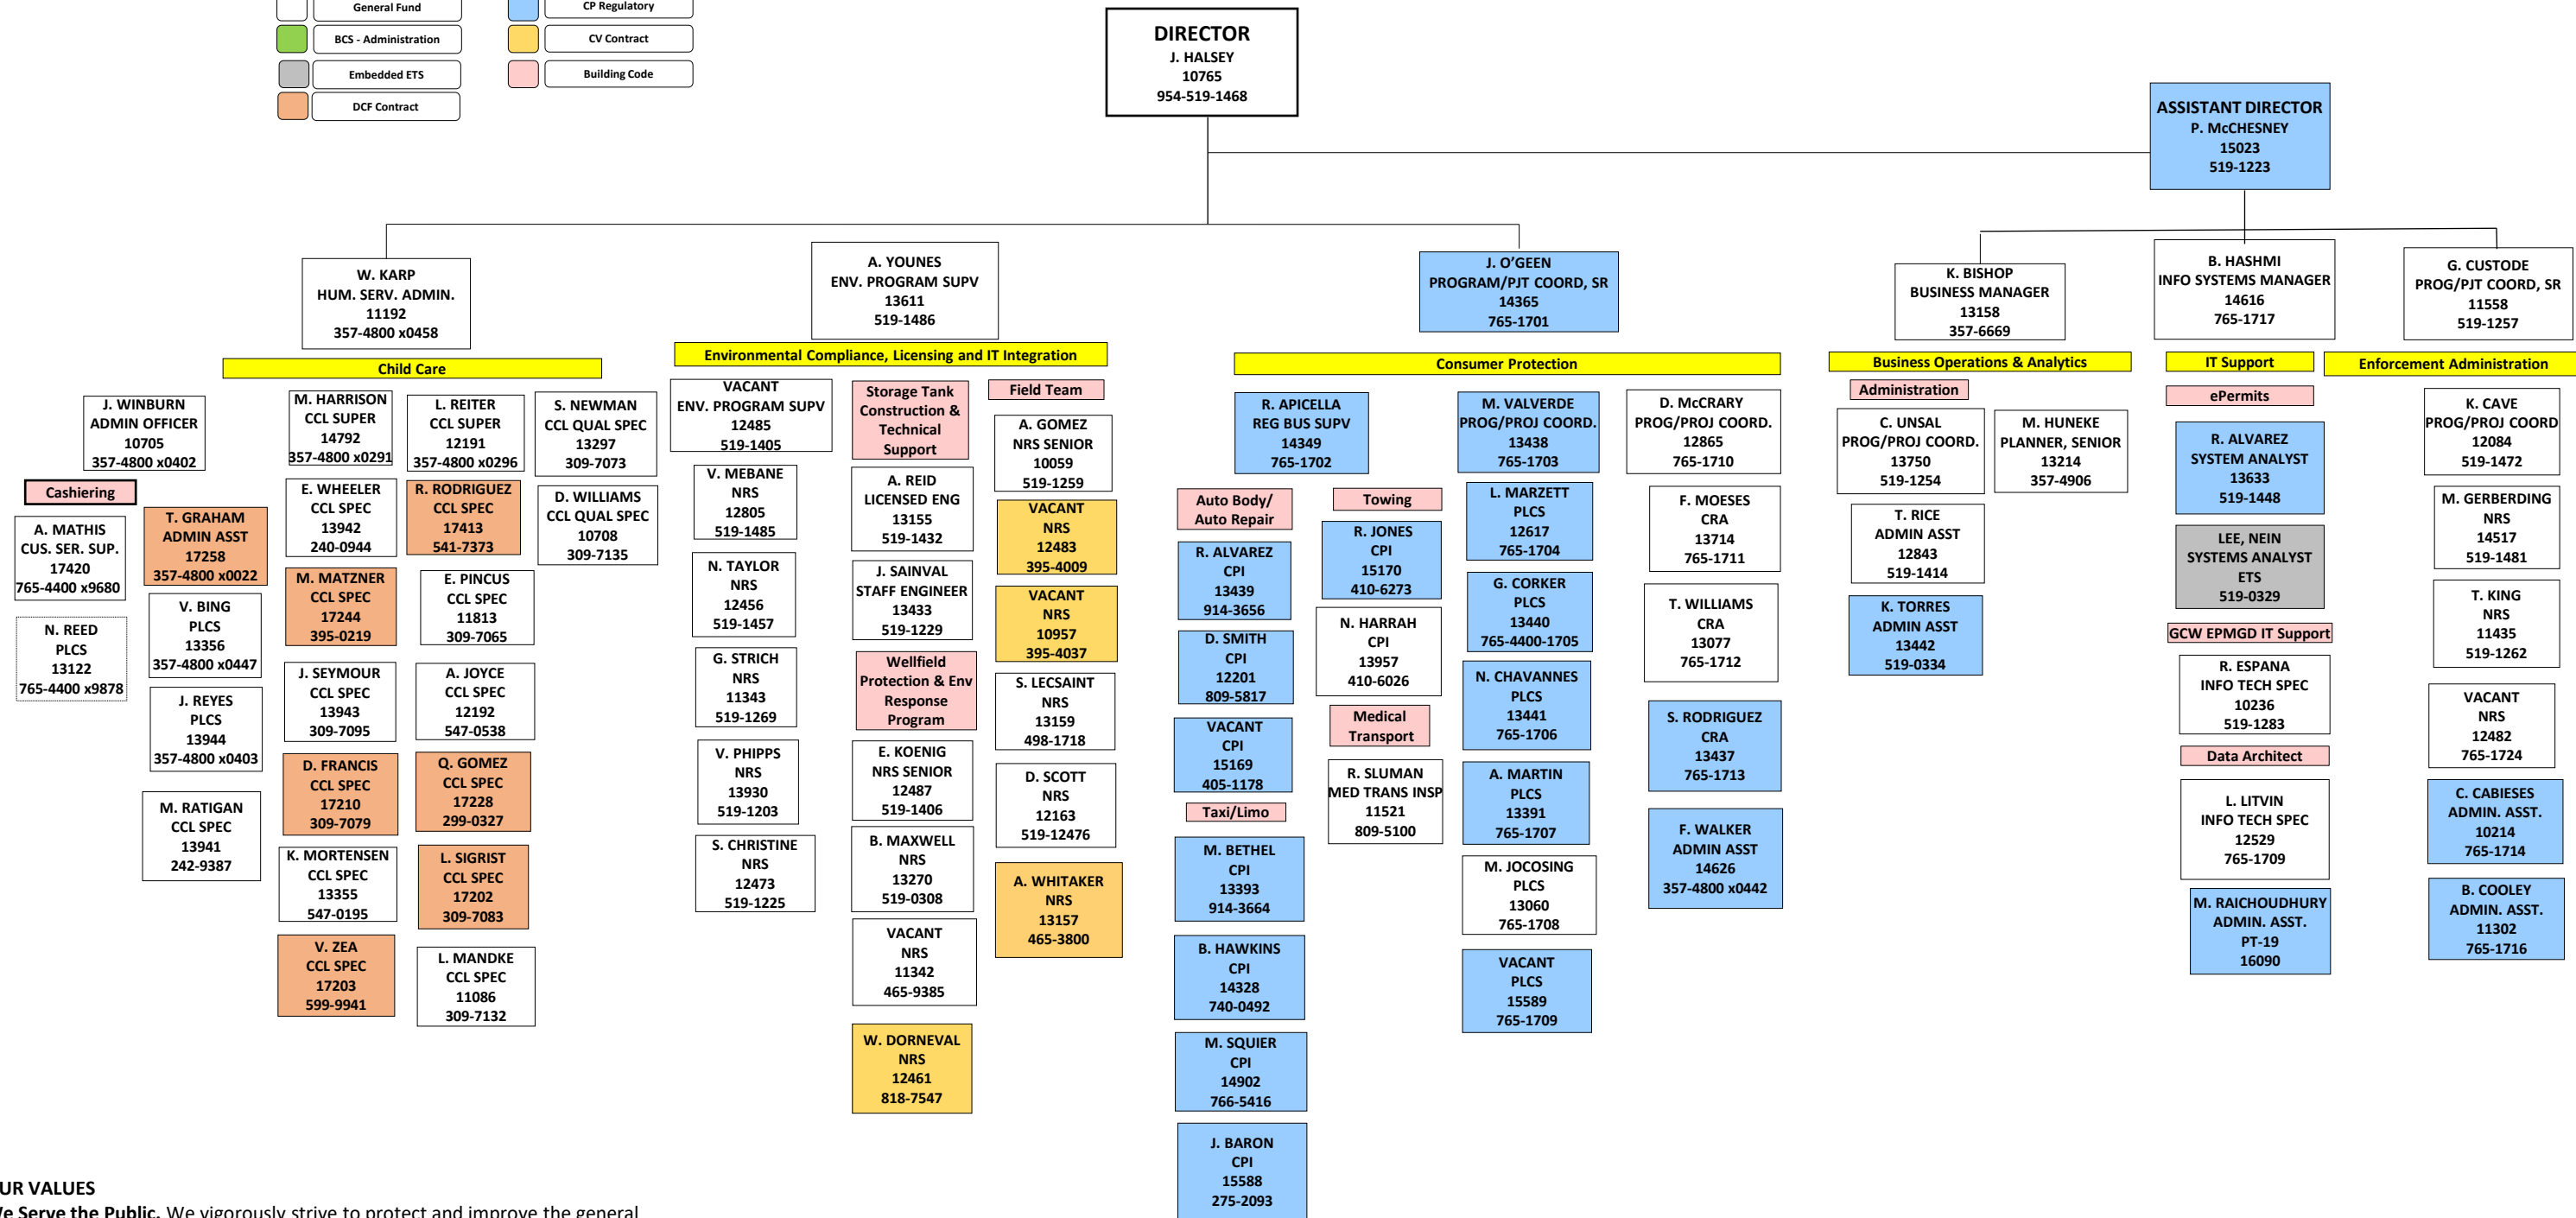 General Fund
CP Regulatory
BCS - Administration
CV Contract
Embedded ETS
Building Code
DCF Contract
DIRECTOR
J. HALSEY
10765
954-519-1468
ASSISTANT DIRECTOR
P. McCHESNEY
15023
519-1223
W. KARP
HUM. SERV. ADMIN.
11192
357-4800 x0458
A. YOUNES
ENV. PROGRAM SUPV
13611
519-1486
J. O'GEEN
PROGRAM/PJT COORD, SR
14365
765-1701
K. BISHOP
BUSINESS MANAGER
13158
357-6669
B. HASHMI
INFO SYSTEMS MANAGER
14616
765-1717
G. CUSTODE
PROG/PJT COORD, SR
11558
519-1257
Child Care
J. WINBURN
ADMIN OFFICER
10705
357-4800 x0402
Cashiering
A. MATHIS
CUS. SER. SUP.
17420
765-4400 x9680
N. REED
PLCS
13122
765-4400 x9878
T. GRAHAM
ADMIN ASST
17258
357-4800 x0022
V. BING
PLCS
13356
357-4800 x0447
J. REYES
PLCS
13944
357-4800 x0403
M. RATIGAN
CCL SPEC
13941
242-9387
M. HARRISON
CCL SUPER
14792
357-4800 x0291
E. WHEELER
CCL SPEC
13942
240-0944
M. MATZNER
CCL SPEC
17244
395-0219
J. SEYMOUR
CCL SPEC
13943
309-7095
D. FRANCIS
CCL SPEC
17210
309-7079
K. MORTENSEN
CCL SPEC
13355
547-0195
V. ZEA
CCL SPEC
17203
599-9941
L. REITER
CCL SUPER
12191
357-4800 x0296
R. RODRIGUEZ
CCL SPEC
17413
541-7373
E. PINCUS
CCL SPEC
11813
309-7065
A. JOYCE
CCL SPEC
12192
547-0538
Q. GOMEZ
CCL SPEC
17228
299-0327
L. SIGRIST
CCL SPEC
17202
309-7083
L. MANDKE
CCL SPEC
11086
309-7132
S. NEWMAN
CCL QUAL SPEC
13297
309-7073
D. WILLIAMS
CCL QUAL SPEC
10708
309-7135
Environmental Compliance, Licensing and IT Integration
VACANT
ENV. PROGRAM SUPV
12485
519-1405
V. MEBANE
NRS
12805
519-1485
N. TAYLOR
NRS
12456
519-1457
G. STRICH
NRS
11343
519-1269
V. PHIPPS
NRS
13930
519-1203
S. CHRISTINE
NRS
12473
519-1225
Storage Tank
Construction &
Technical
Support
A. REID
LICENSED ENG
13155
519-1432
J. SAINVAL
STAFF ENGINEER
13433
519-1229
Wellfield
Protection & Env
Response
Program
E. KOENIG
NRS SENIOR
12487
519-1406
B. MAXWELL
NRS
13270
519-0308
VACANT
NRS
11342
465-9385
W. DORNEVAL
NRS
12461
818-7547
Field Team
A. GOMEZ
NRS SENIOR
10059
519-1259
VACANT
NRS
12483
395-4009
VACANT
NRS
10957
395-4037
S. LECSAINT
NRS
13159
498-1718
D. SCOTT
NRS
12163
519-12476
A. WHITAKER
NRS
13157
465-3800
Consumer Protection
R. APICELLA
REG BUS SUPV
14349
765-1702
Auto Body/
Auto Repair
R. ALVAREZ
CPI
13439
914-3656
D. SMITH
CPI
12201
809-5817
VACANT
CPI
15169
405-1178
Taxi/Limo
M. BETHEL
CPI
13393
914-3664
B. HAWKINS
CPI
14328
740-0492
M. SQUIER
CPI
14902
766-5416
J. BARON
CPI
15588
275-2093
Towing
R. JONES
CPI
15170
410-6273
N. HARRAH
CPI
13957
410-6026
Medical
Transport
R. SLUMAN
MED TRANS INSP
11521
809-5100
M. VALVERDE
PROG/PROJ COORD.
13438
765-1703
L. MARZETT
PLCS
12617
765-1704
G. CORKER
PLCS
13440
765-4400-1705
N. CHAVANNES
PLCS
13441
765-1706
A. MARTIN
PLCS
13391
765-1707
M. JOCOSING
PLCS
13060
765-1708
VACANT
PLCS
15589
765-1709
D. McCRARY
PROG/PROJ COORD.
12865
765-1710
F. MOESES
CRA
13714
765-1711
T. WILLIAMS
CRA
13077
765-1712
S. RODRIGUEZ
CRA
13437
765-1713
F. WALKER
ADMIN ASST
14626
357-4800 x0442
Business Operations & Analytics
Administration
C. UNSAL
PROG/PROJ COORD.
13750
519-1254
T. RICE
ADMIN ASST
12843
519-1414
K. TORRES
ADMIN ASST
13442
519-0334
M. HUNEKE
PLANNER, SENIOR
13214
357-4906
IT Support
ePermits
R. ALVAREZ
SYSTEM ANALYST
13633
519-1448
LEE, NEIN
SYSTEMS ANALYST
ETS
519-0329
GCW EPMGD IT Support
R. ESPANA
INFO TECH SPEC
10236
519-1283
Data Architect
L. LITVIN
INFO TECH SPEC
12529
765-1709
M. RAICHOUDHURY
ADMIN. ASST.
PT-19
16090
Enforcement Administration
K. CAVE
PROG/PROJ COORD
12084
519-1472
M. GERBERDING
NRS
14517
519-1481
T. KING
NRS
11435
519-1262
VACANT
NRS
12482
765-1724
C. CABIESES
ADMIN. ASST.
10214
765-1714
B. COOLEY
ADMIN. ASST.
11302
765-1716
UR VALUES
We Serve the Public. We vigorously strive to protect and improve the general